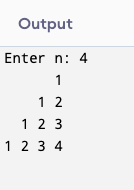 Output
Enter n: 4
1
1 2
1 2 3
1 2 3 4